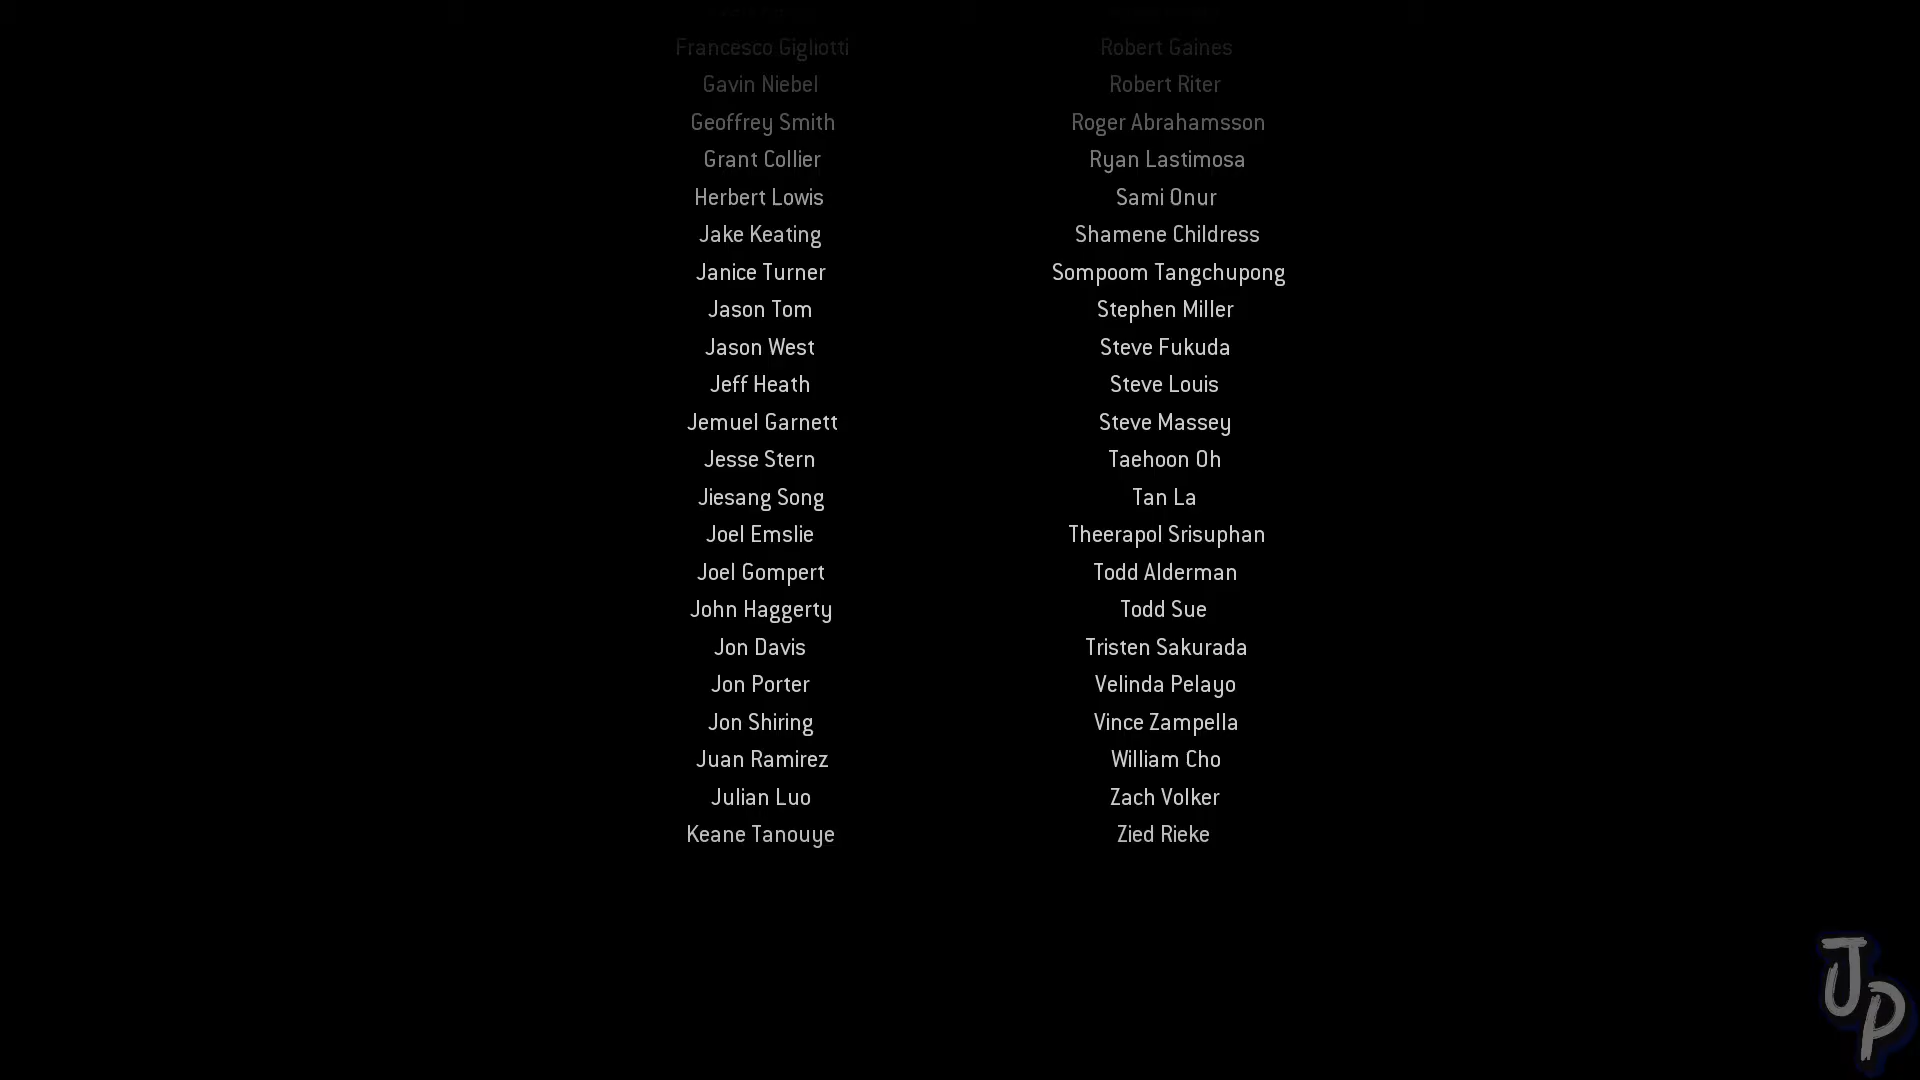 Francesco Gigliotti
Gavin Niebel
Geoffrey Smith
Grant Collier
Herbert Lowis
Jake Keating
Janice Turner
Jason Tom
Jason West
Jeff Heath
Jemuel Garnett
Jesse Stern
Jiesang Song
Joel Emslie
Joel Gompert
John Haggerty
Jon Davis
Jon Porter
Jon Shiring
Juan Ramirez
Julian Luo
Keane Tanouye
Robert Gaines
Robert Riter
Roger Abrahamsson
Ryan Lastimosa
Sami Onur
Shamene Childress
Sompoom Tangchupong
Stephen Miller
Steve Fukuda
Steve Louis
Steve Massey
Taehoon Oh
Tan La
Theerapol Srisuphan
Todd Alderman
Todd Sue
Tristen Sakurada
Velinda Pelayo
Vince Zampella
William Cho
Zach Volker
Zied Rieke
JP